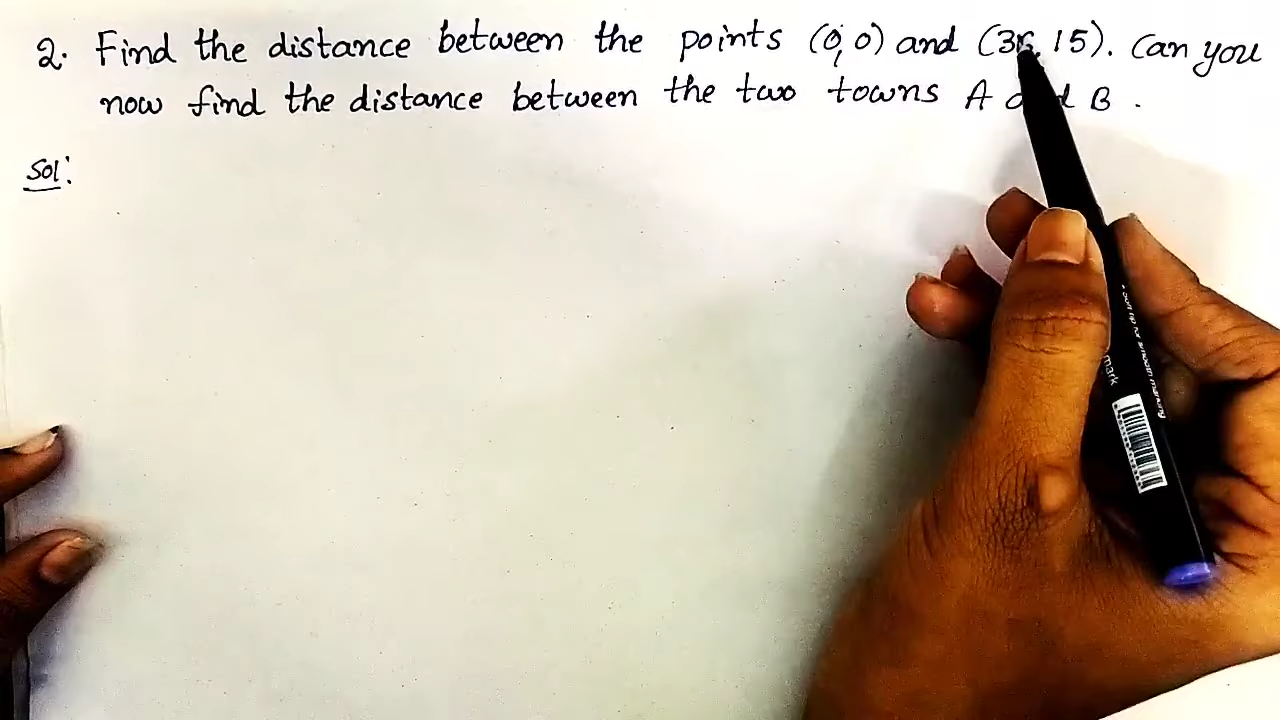 2. Find the distance between the points (0, 0) and (36, 15). Can you
now find the distance between the two towns A and B.
Sol: